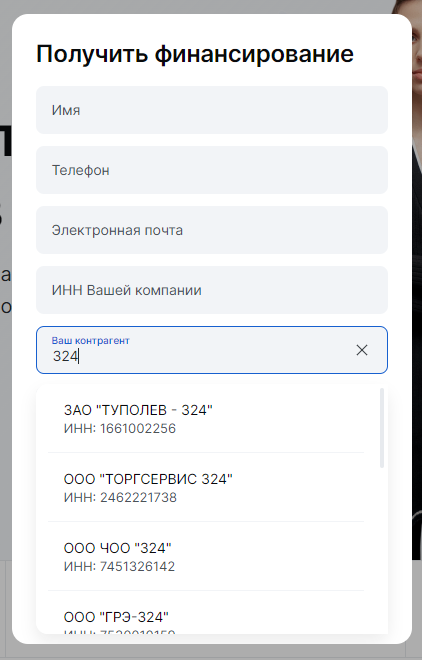 Получить финансирование
Имя
Телефон
Электронная почта
ИНН Вашей компании
Ваш контрагент
324
ЗАО "ТУПОЛЕВ - 324"
ИНН: 1661002256
ООО "ТОРГСЕРВИС 324"
ИНН: 2462221738
ООО ЧОО "324"
ИНН: 7451326142
ООО "ГРЭ-324"